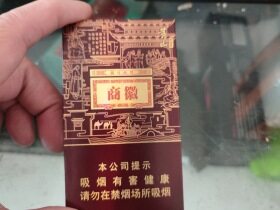 徽商
本公司提示
吸烟有害健康
请勿在禁烟场所吸烟